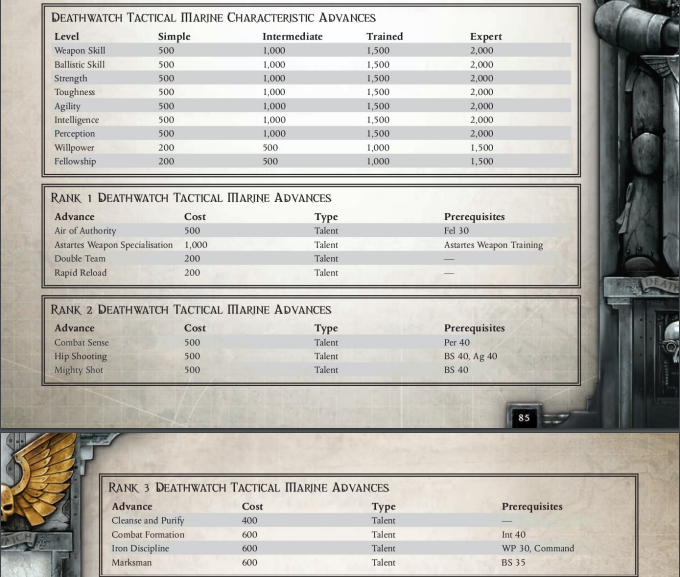 Deathwatch Tactical Marine Characteristic Advances
Level Simple Intermediate Trained Expert
Weapon Skill 500 1,000 1,500 2,000
Ballistic Skill 500 1,000 1,500 2,000
Strength 500 1,000 1,500 2,000
Toughness 500 1,000 1,500 2,000
Agility 500 1,000 1,500 2,000
Intelligence 500 1,000 1,500 2,000
Perception 500 1,000 1,500 2,000
Willpower 200 500 1,000 1,500
Fellowship 200 500 1,000 1,500
Rank 1 Deathwatch Tactical Marine Advances
Advance Cost Type Prerequisites
Air of Authority 500 Talent Fel 30
Astartes Weapon Specialisation 1,000 Talent Astartes Weapon Training
Double Team 200 Talent —
Rapid Reload 200 Talent —
Rank 2 Deathwatch Tactical Marine Advances
Advance Cost Type Prerequisites
Combat Sense 500 Talent Per 40
Hip Shooting 500 Talent BS 40, Ag 40
Mighty Shot 500 Talent BS 40
85
Rank 3 Deathwatch Tactical Marine Advances
Advance Cost Type Prerequisites
Cleanse and Purify 400 Talent —
Combat Formation 600 Talent Int 40
Iron Discipline 600 Talent WP 30, Command
Marksman 600 Talent BS 35